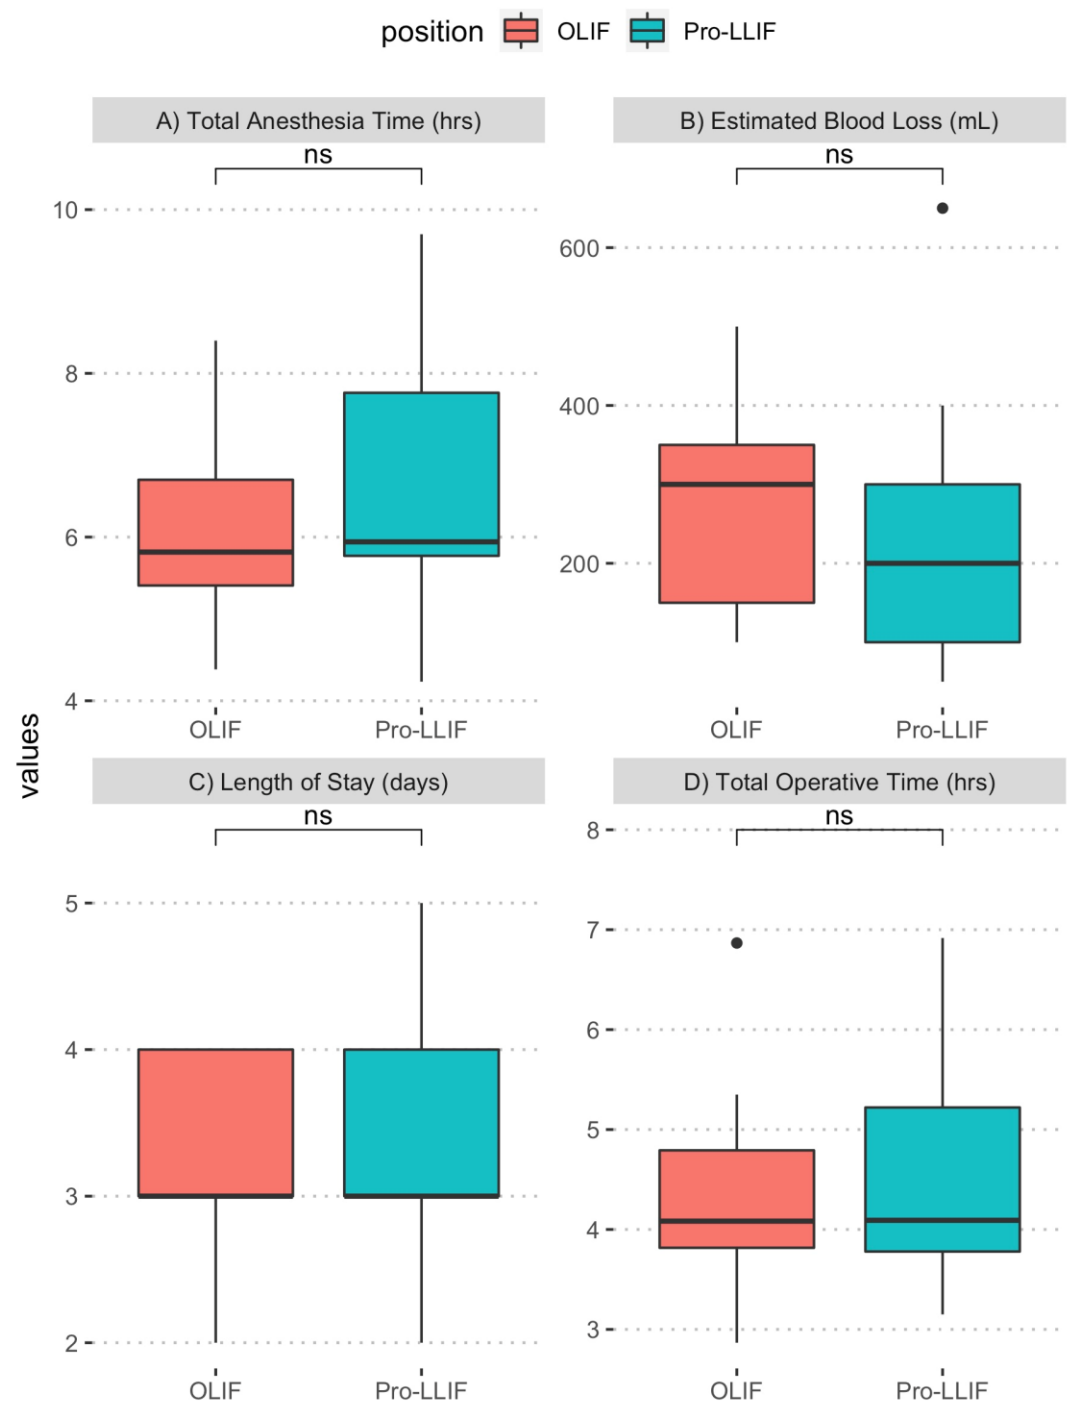 position OLIF Pro-LLIF
A) Total Anesthesia Time (hrs)
ns
10
8
6
4
OLIF Pro-LLIF
B) Estimated Blood Loss (mL)
ns
600
400
200
OLIF Pro-LLIF
values
C) Length of Stay (days)
ns
5
4
3
2
OLIF Pro-LLIF
D) Total Operative Time (hrs)
ns
8
7
6
5
4
3
OLIF Pro-LLIF